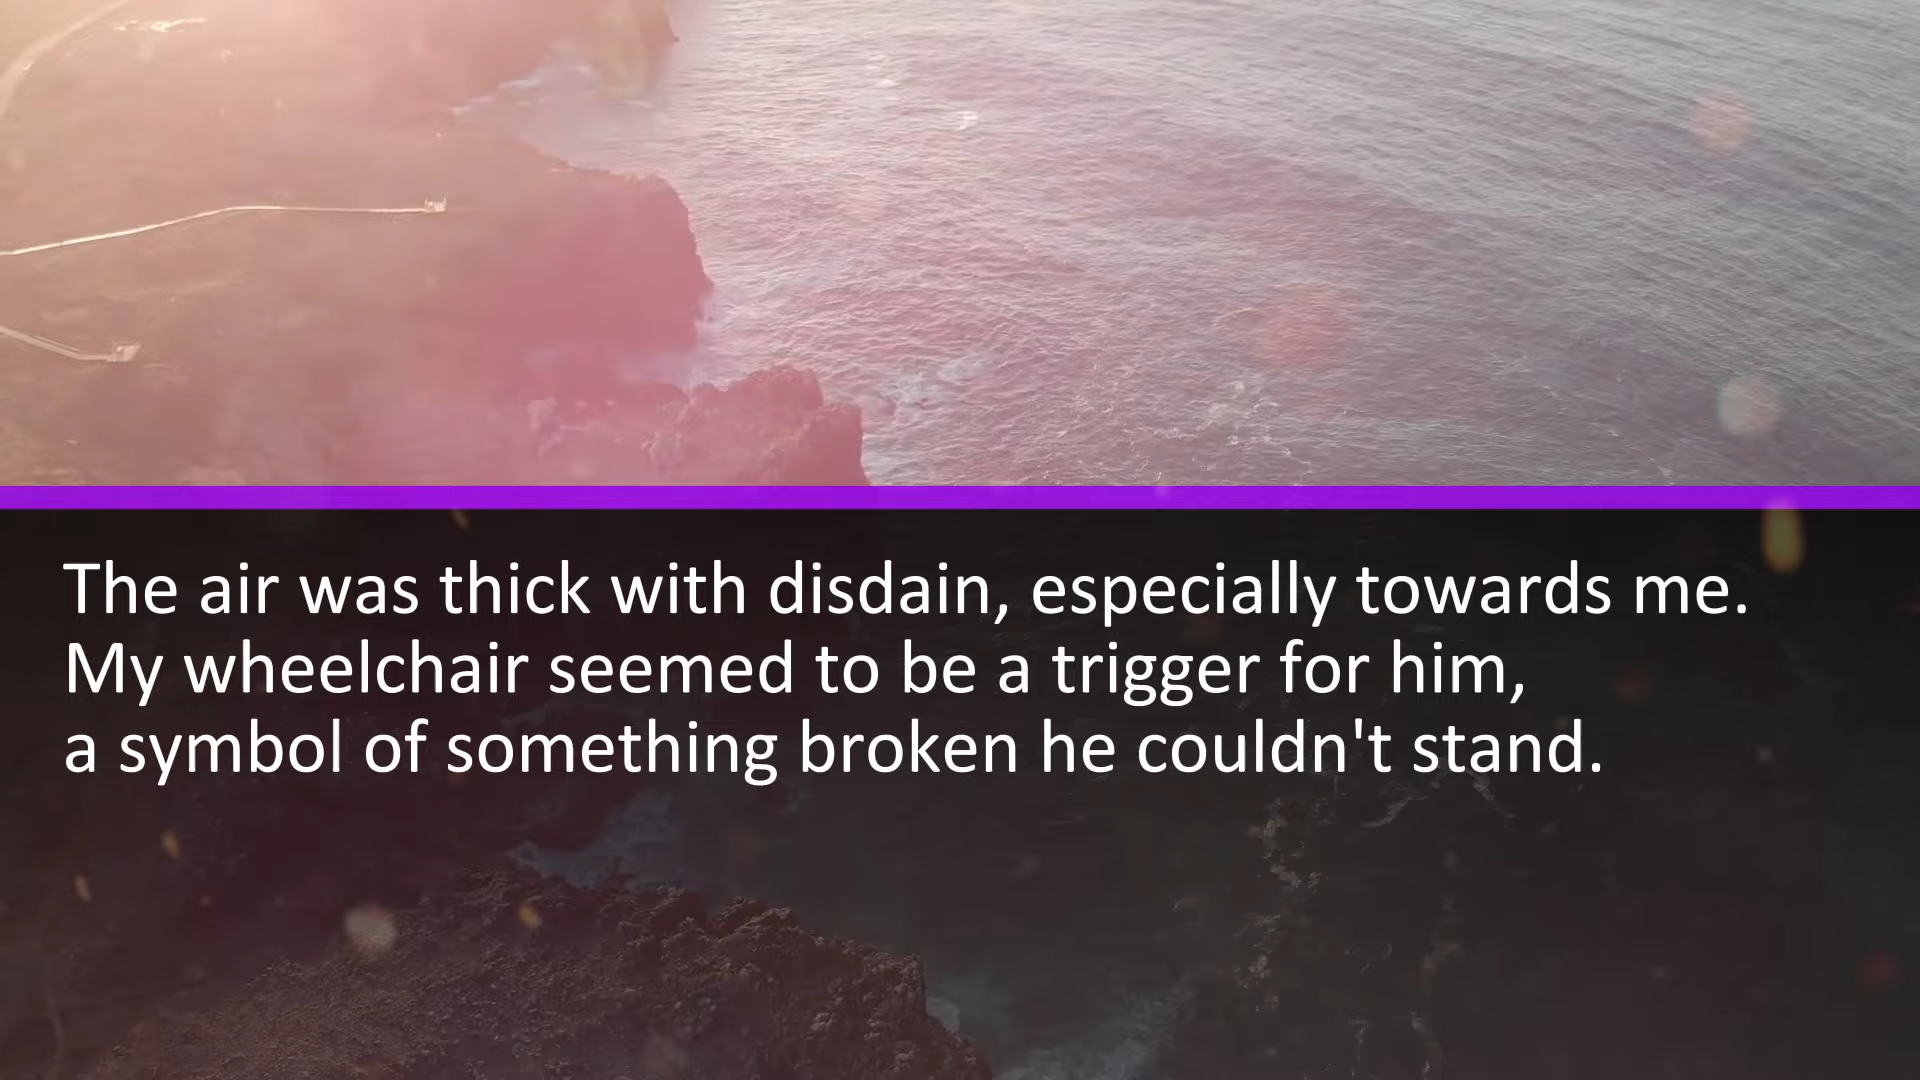 The air was thick with disdain, especially towards me.
My wheelchair seemed to be a trigger for him,
a symbol of something broken he couldn't stand.